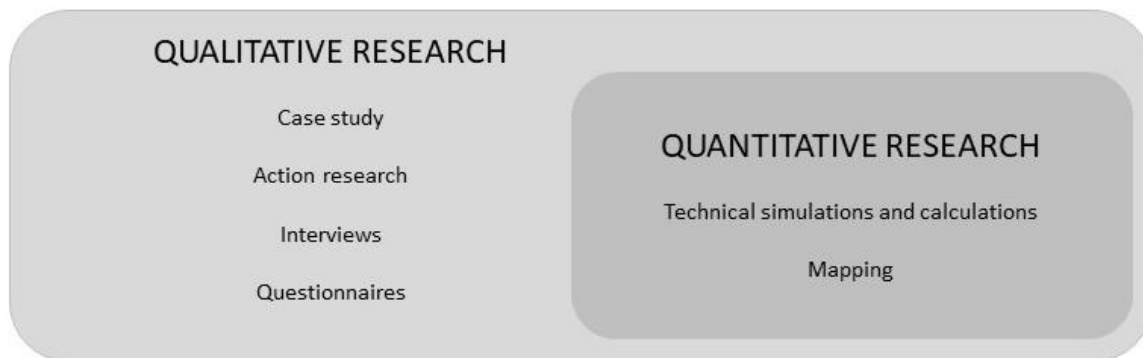 QUALITATIVE RESEARCH
Case study
Action research
Interviews
Questionnaires
QUANTITATIVE RESEARCH
Technical simulations and calculations
Mapping